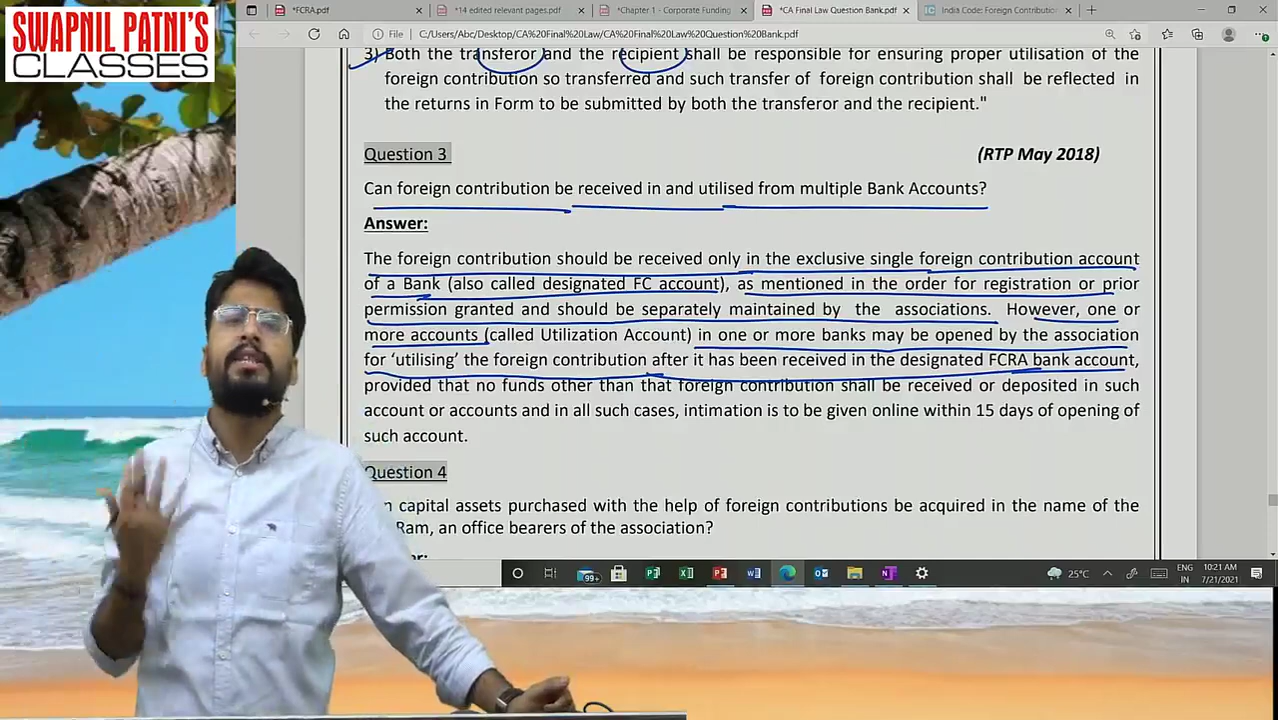 SWAPNIL PATNI'S
CLASSES
*FCRA.pdf
*14 edited relevant pages.pdf
*Chapter 1 - Corporate Funding
*CA Final Law Question Bank.pdf
India Code: Foreign Contributio
File
C:/Users/Abc/Desktop/CA%20Final%20Law/CA%20Final%20Law%20Question%20Bank.pdf
3) Both the transferor and the recipient shall be responsible for ensuring proper utilisation of
the foreign contribution so transferred and such transfer of foreign contribution shall be reflected in
the returns in Form to be submitted by both the transferor and the recipient."
Question 3
(RTP May 2018)
Can foreign contribution be received in and utilised from multiple Bank Accounts?
Answer:
The foreign contribution should be received only in the exclusive single foreign contribution account
of a Bank (also called designated FC account), as mentioned in the order for registration or prior
permission granted and should be separately maintained by the associations. However, one or
more accounts (called Utilization Account) in one or more banks may be opened by the association
for ‘utilising’ the foreign contribution after it has been received in the designated FCRA bank account,
provided that no funds other than that foreign contribution shall be received or deposited in such
account or accounts and in all such cases, intimation is to be given online within 15 days of opening of
such account.
Question 4
capital assets purchased with the help of foreign contributions be acquired in the name of the
Ram, an office bearers of the association?
99+
25°C
ENG
IN
10:21 AM
7/21/2021